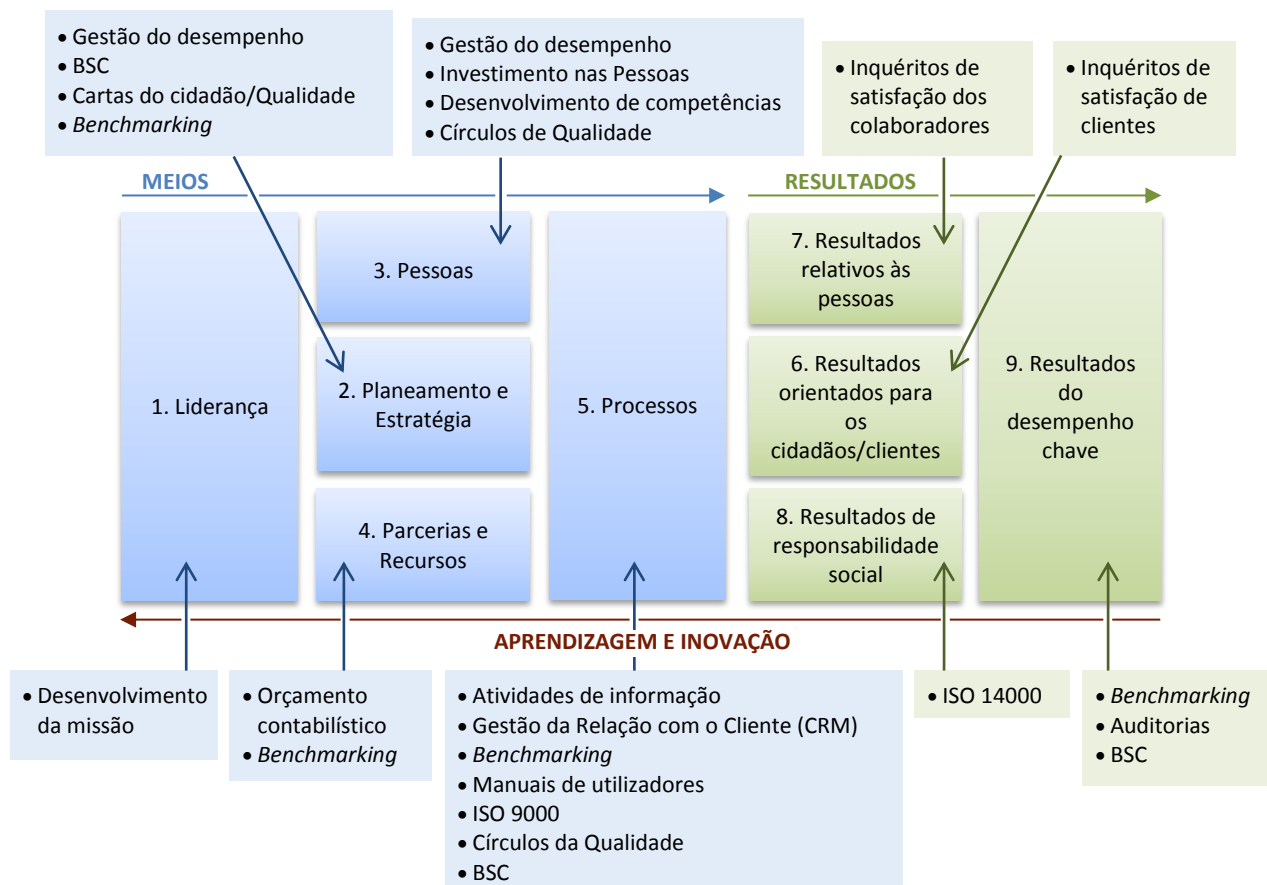 • Gestão do desempenho
• BSC
• Cartas do cidadão/Qualidade
• Benchmarking
• Gestão do desempenho
• Investimento nas Pessoas
• Desenvolvimento de competências
• Círculos de Qualidade
• Inquéritos de
satisfação dos
colaboradores
• Inquéritos de
satisfação de
clientes
MEIOS
RESULTADOS
1. Liderança
3. Pessoas
2. Planeamento e
Estratégia
4. Parcerias e
Recursos
5. Processos
7. Resultados
relativos às
pessoas
6. Resultados
orientados para
os
cidadãos/clientes
8. Resultados de
responsabilidade
social
9. Resultados
do
desempenho
chave
APRENDIZAGEM E INOVAÇÃO
• Desenvolvimento
da missão
• Orçamento
contabilístico
• Benchmarking
• Atividades de informação
• Gestão da Relação com o Cliente (CRM)
• Benchmarking
• Manuais de utilizadores
• ISO 9000
• Círculos da Qualidade
• BSC
• ISO 14000
• Benchmarking
• Auditorias
• BSC